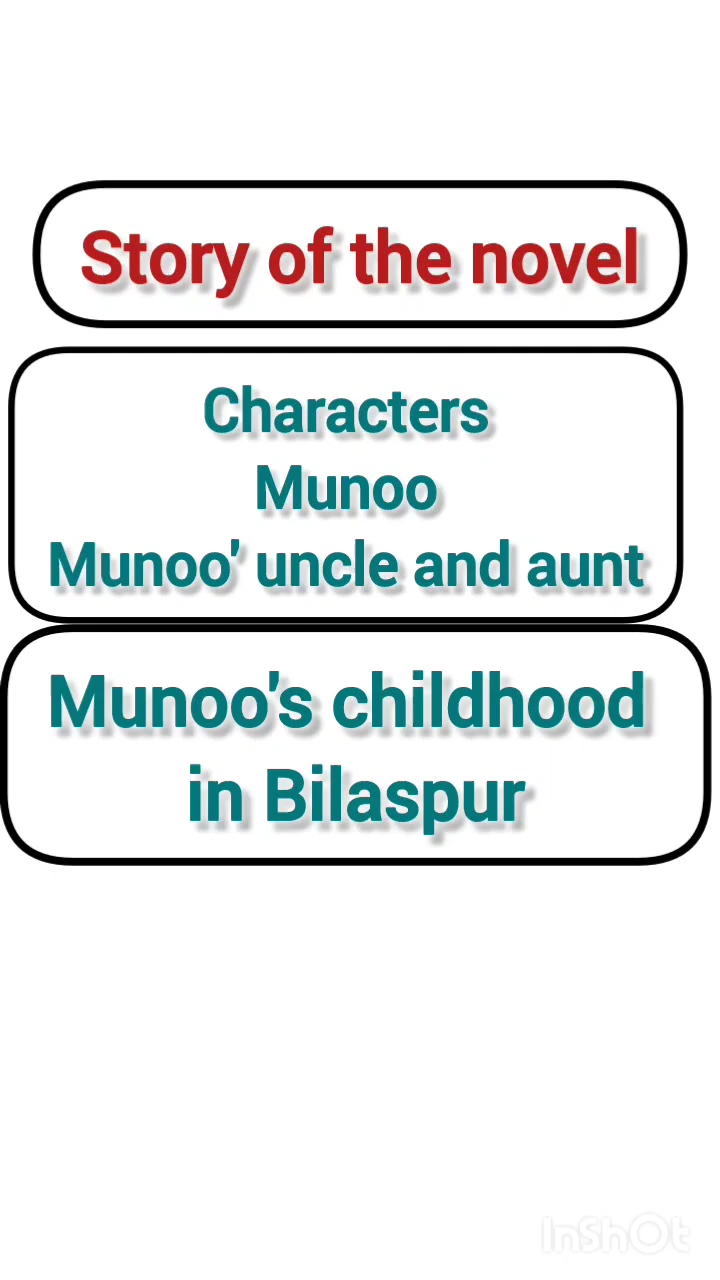 Story of the novel
Characters
Munoo
Munoo' uncle and aunt
Munoo's childhood
in Bilaspur
InShOt